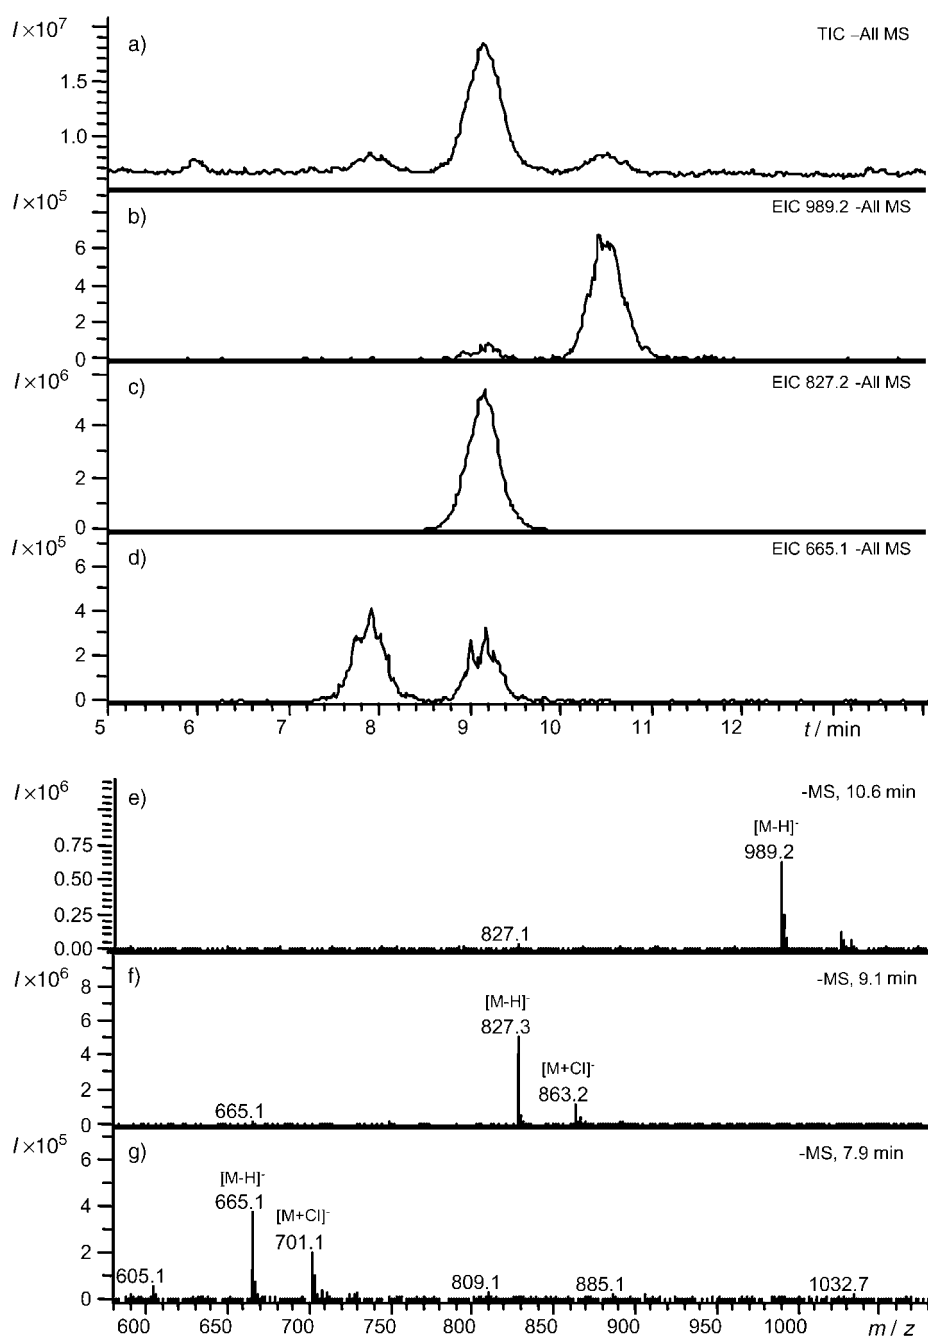 I×10⁷ a) TIC –All MS
1.5
1.0
I×10⁵ b) EIC 989.2 -All MS
6
4
2
0
I×10⁶ c) EIC 827.2 -All MS
4
2
0
I×10⁵ d) EIC 665.1 -All MS
6
4
2
0
5 6 7 8 9 10 11 12 t / min
I×10⁶ e) -MS, 10.6 min
[M-H]⁻
989.2
0.75
0.50
0.25
827.1
0.00
I×10⁶ f) -MS, 9.1 min
8
[M-H]⁻
827.3
6
4
[M+Cl]⁻
863.2
2
665.1
0
I×10⁵ g) -MS, 7.9 min
6
[M-H]⁻
665.1
4
[M+Cl]⁻
701.1
2
605.1 809.1 885.1 1032.7
0
600 650 700 750 800 850 900 950 1000 m / z